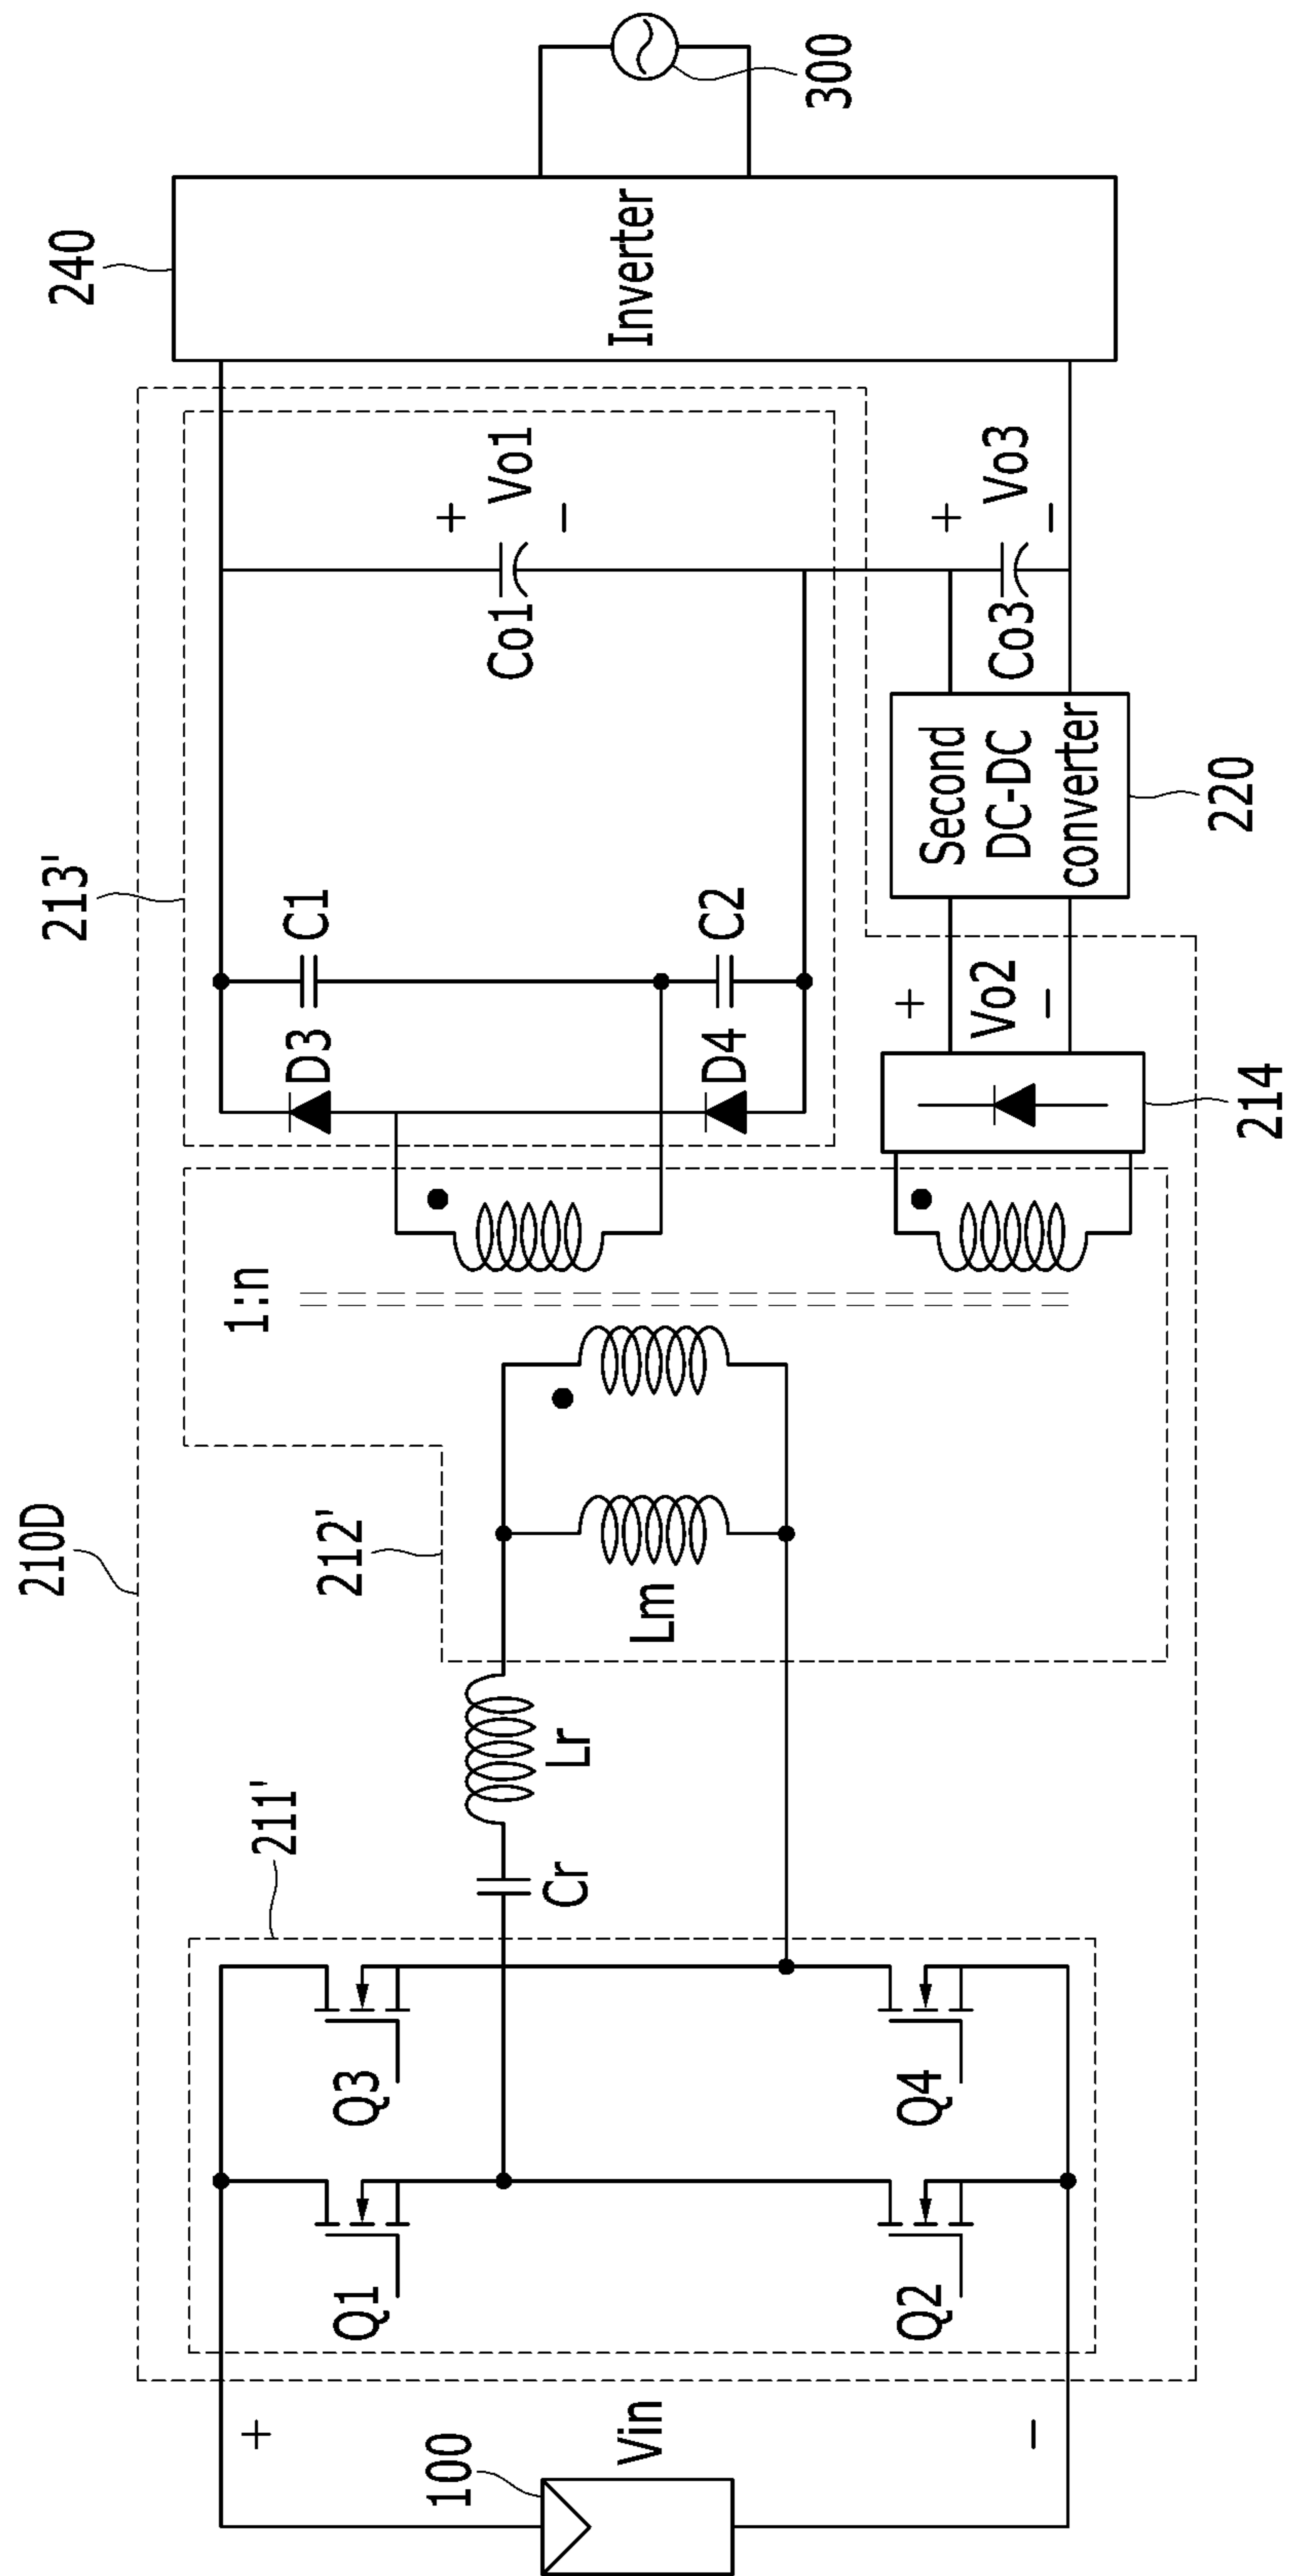 210D
211'
212'
213'
240
100
+
Vin
−
Q1
Q2
Q3
Q4
Cr
Lr
Lm
1:n
D3
D4
C1
C2
Co1
+
Vo1
−
214
+
Vo2
−
Second
DC-DC
converter
220
Co3
+
Vo3
−
Inverter
300